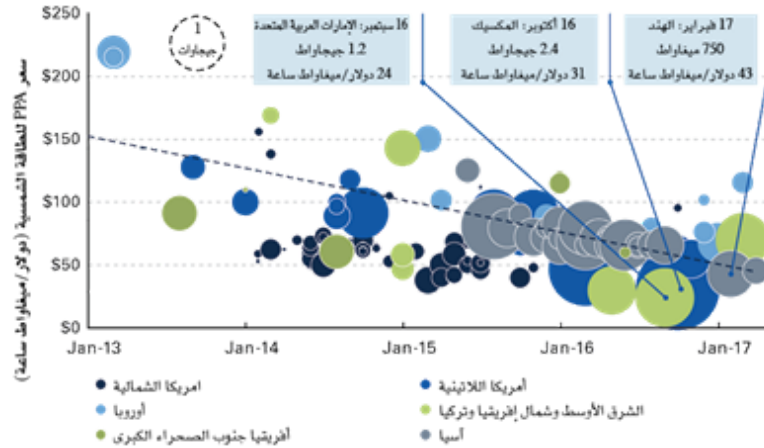 $250
$200
$150
$100
$50
$0
سعر PPA للطاقة الشمسية (دولار/ميغاواط ساعة)
1
جيجاوات
16 سبتمبر: الإمارات العربية المتحدة
1.2 جيجاواط
24 دولار/ميغاواط ساعة
16 أكتوبر: المكسيك
2.4 جيجاواط
31 دولار/ميغاواط ساعة
17 فبراير: الهند
750 ميغاواط
43 دولار/ميغاواط ساعة
Jan-13 Jan-14 Jan-15 Jan-16 Jan-17
امريكا الشمالية
أوروبا
أفريقيا جنوب الصحراء الكبرى
أمريكا اللاتينية
الشرق الأوسط وشمال إفريقيا وتركيا
آسيا